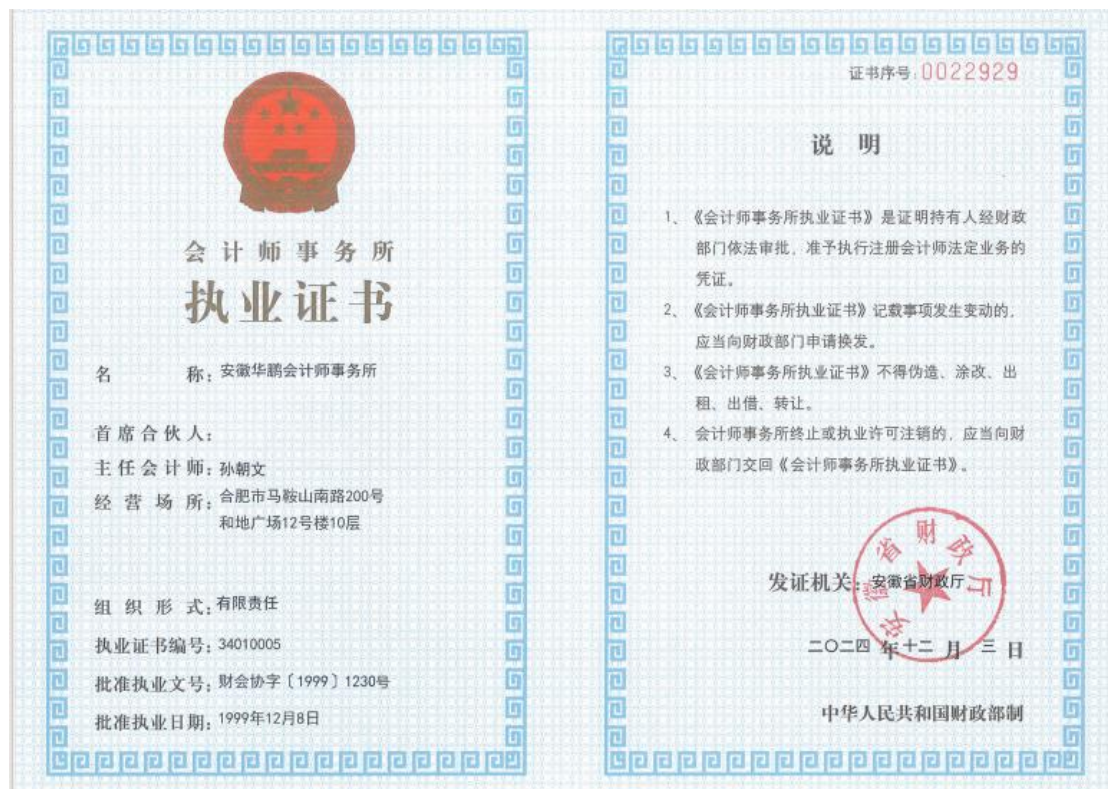 会计师事务所
执业证书
名称：安徽华鹏会计师事务所
首席合伙人：
主任会计师：孙朝文
经营场所：合肥市马鞍山南路200号
和地广场12号楼10层
组织形式：有限责任
执业证书编号：34010005
批准执业文号：财会协字〔1999〕1230号
批准执业日期：1999年12月8日
证书序号：0022929
说明
1、《会计师事务所执业证书》是证明持有人经财政
部门依法审批，准予执行注册会计师法定业务的
凭证。
2、《会计师事务所执业证书》记载事项发生变动的，
应当向财政部门申请换发。
3、《会计师事务所执业证书》不得伪造、涂改、出
租、出借、转让。
4、会计师事务所终止或执业许可注销的，应当向财
政部门交回《会计师事务所执业证书》。
发证机关：安徽省财政厅
安徽省财政厅
二〇二四年十二月三日
中华人民共和国财政部制